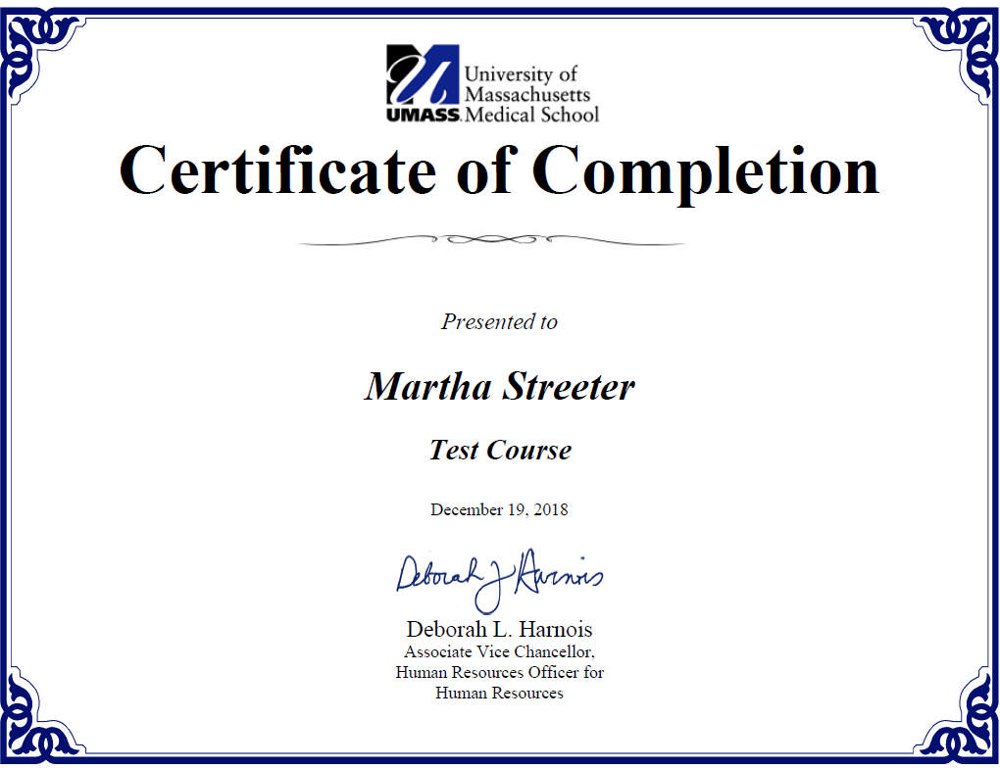 University of
Massachusetts
UMASS Medical School
Certificate of Completion
Presented to
Martha Streeter
Test Course
December 19, 2018
Deborah J Harnois
Deborah L. Harnois
Associate Vice Chancellor,
Human Resources Officer for
Human Resources